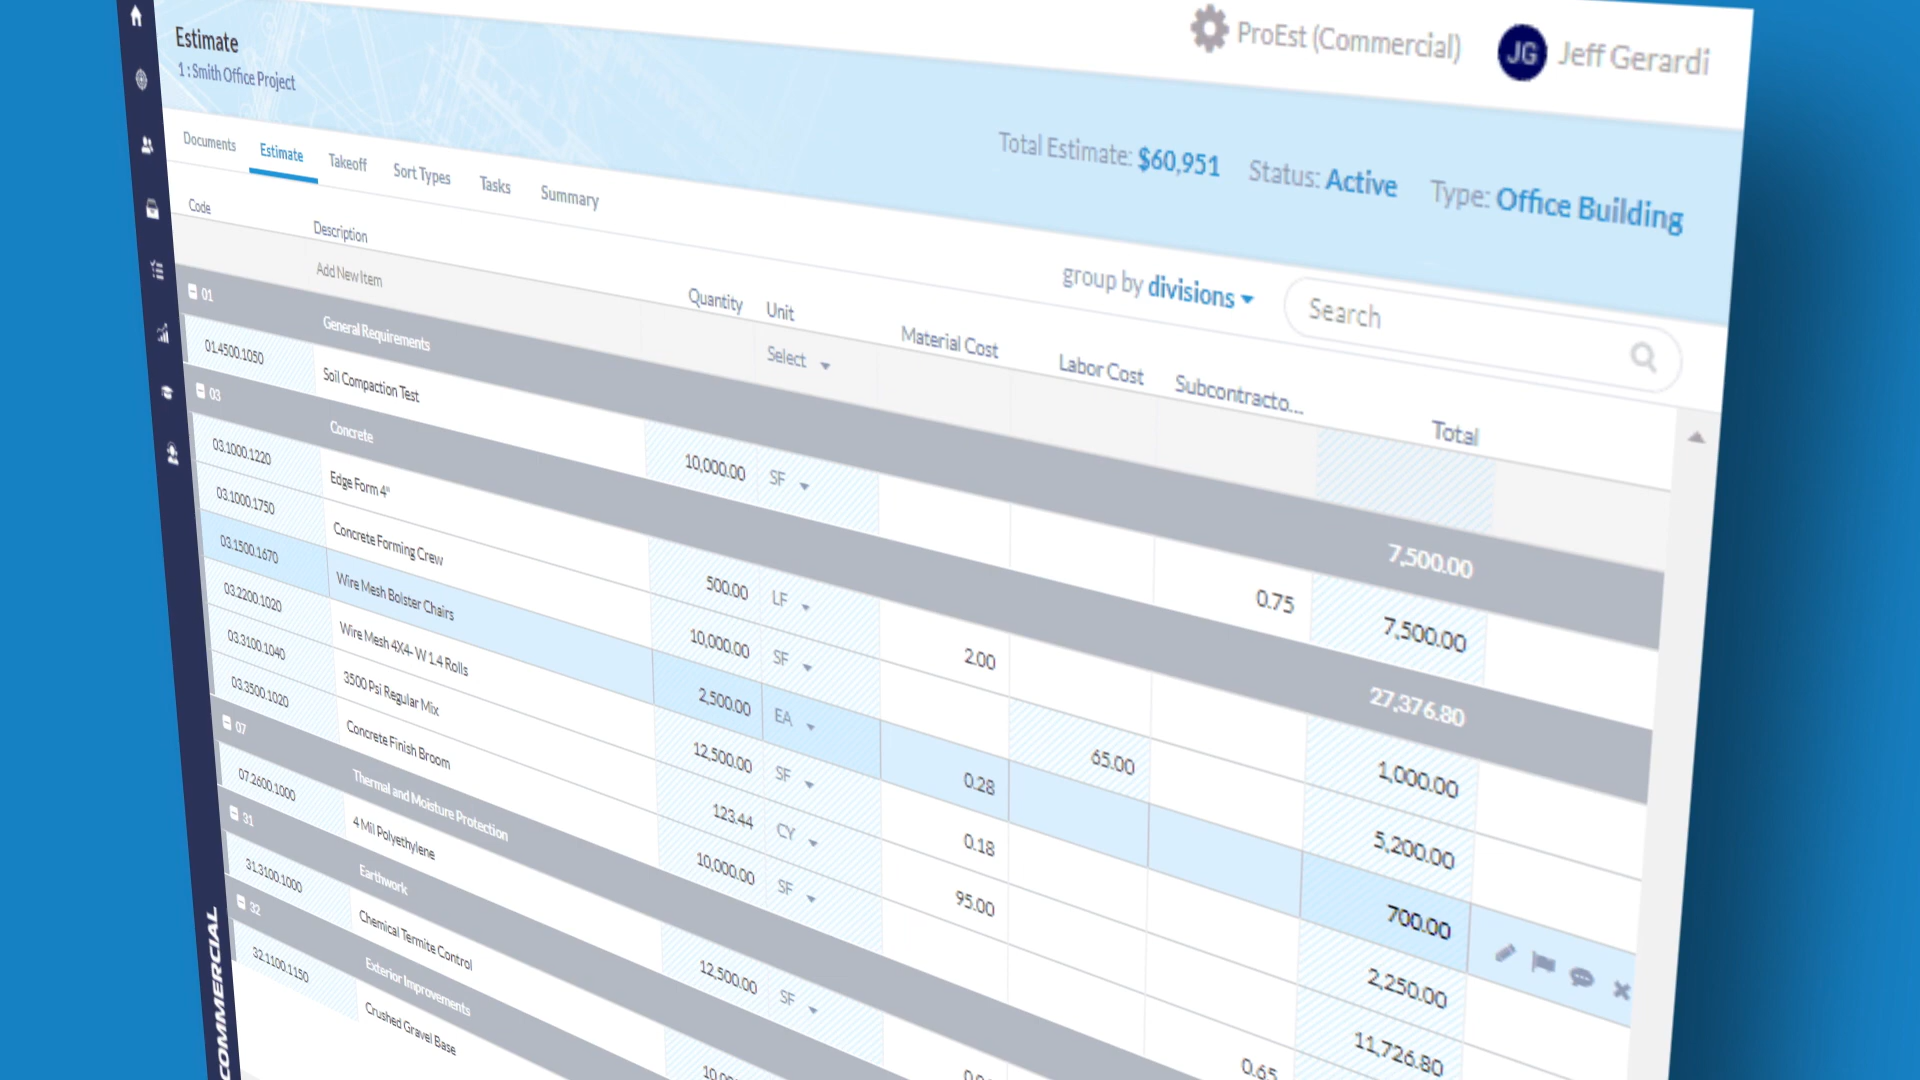 ProEst (Commercial) JG Jeff Gerardi
Estimate
1 : Smith Office Project
Total Estimate: $60,951 Status: Active Type: Office Building
Documents Estimate Takeoff Sort Types Tasks Summary
group by divisions Search
Code Description Quantity Unit Material Cost Labor Cost Subcontracto... Total
Add New Item Select
01 General Requirements 7,500.00
01.4500.1050 Soil Compaction Test 10,000.00 SF 0.75 7,500.00
03 Concrete 27,376.80
03.1000.1220 Edge Form 4" 500.00 LF 2.00 1,000.00
03.1000.1750 Concrete Forming Crew 10,000.00 SF 65.00 5,200.00
03.1500.1670 Wire Mesh Bolster Chairs 2,500.00 EA 0.28 700.00
03.2200.1020 Wire Mesh 4X4- W 1.4 Rolls 12,500.00 SF 0.18 2,250.00
03.3100.1040 3500 Psi Regular Mix 123.44 CY 95.00 11,726.80
03.3500.1020 Concrete Finish Broom 10,000.00 SF 0.65
07 Thermal and Moisture Protection
07.2600.1000 4 Mil Polyethylene 12,500.00 SF
31 Earthwork
31.3100.1000 Chemical Termite Control
32 Exterior Improvements
32.1100.1150 Crushed Gravel Base
COMMERCIAL